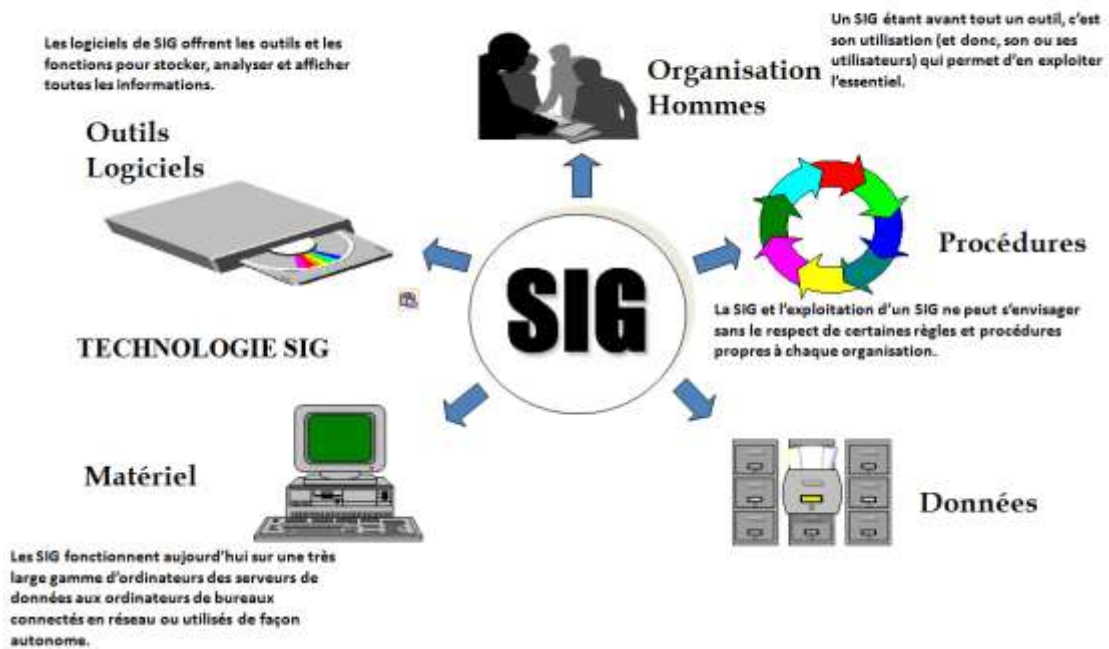 Les logiciels de SIG offrent les outils et les
fonctions pour stocker, analyser et afficher
toutes les informations.
Outils
Logiciels
Organisation
Hommes
Un SIG étant avant tout un outil, c'est
son utilisation (et donc, son ou ses
utilisateurs) qui permet d'en exploiter
l'essentiel.
Procédures
La SIG et l'exploitation d'un SIG ne peut s'envisager
sans le respect de certaines règles et procédures
propres à chaque organisation.
SIG
TECHNOLOGIE SIG
Matériel
Les SIG fonctionnent aujourd'hui sur une très
large gamme d'ordinateurs des serveurs de
données aux ordinateurs de bureaux
connectés en réseau ou utilisés de façon
autonome.
Données